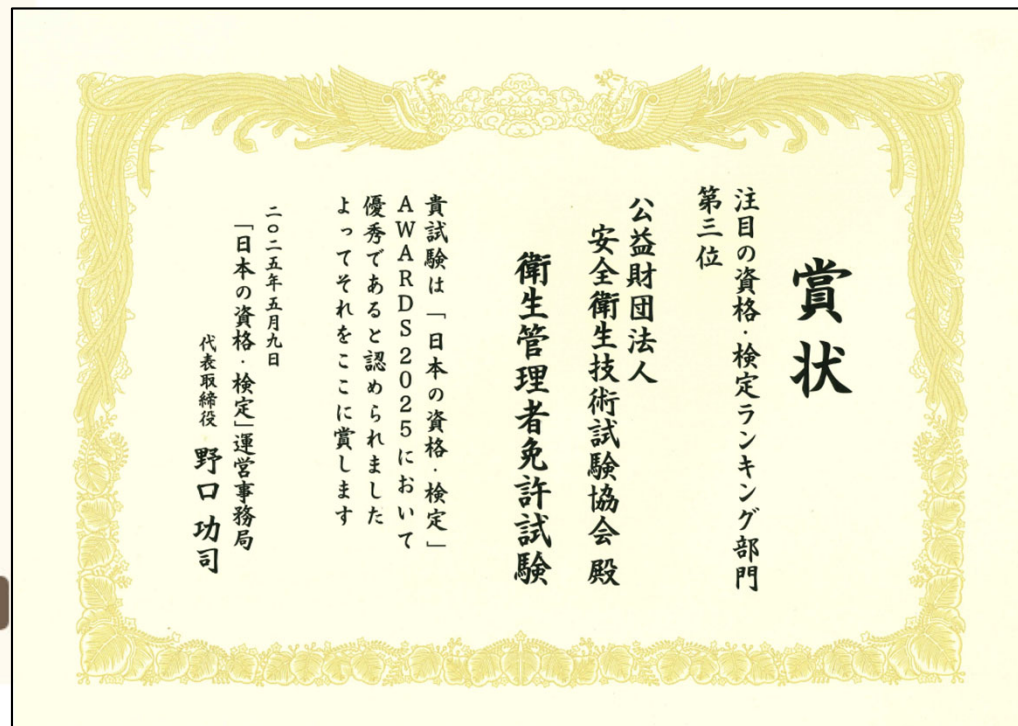 賞状
注目の資格・検定ランキング部門
第三位
公益財団法人
安全衛生技術試験協会 殿
衛生管理者免許試験
貴試験は「日本の資格・検定」
AWARDS2025において
優秀であると認められました
よってそれをここに賞します
二〇二五年五月九日
「日本の資格・検定」運営事務局
代表取締役 野口 功司